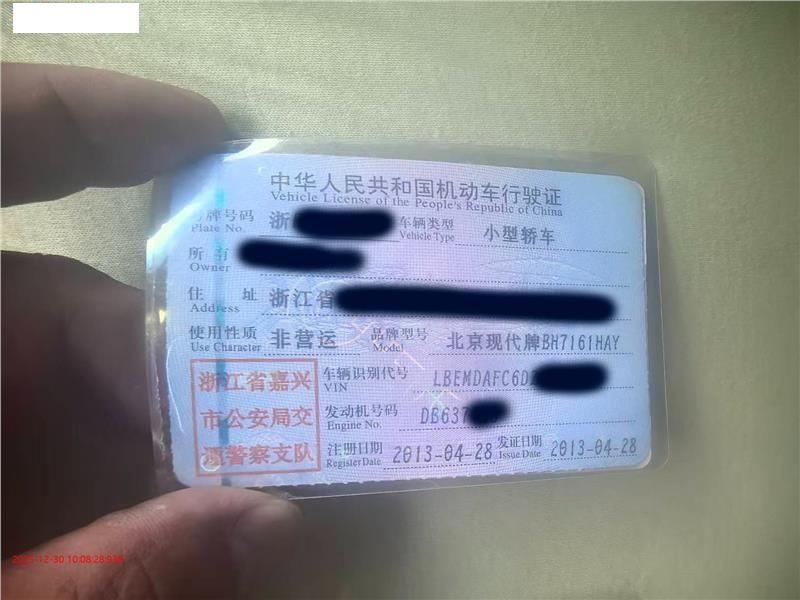 中华人民共和国机动车行驶证
Vehicle License of the People's Republic of China
牌号码 浙 车辆类型 小型轿车
Plate No. Vehicle Type
所有
Owner
住 址 浙江省
Address
使用性质 非营运 品牌型号 北京现代牌BH7161HAY
Use Character Model
浙江省嘉兴
市公安局交
通警察支队
车辆识别代号 LBEMDAFC6D
VIN
发动机号码 DB637
Engine No.
注册日期 2013-04-28 发证日期 2013-04-28
Register Date Issue Date
12-30 10:08:28